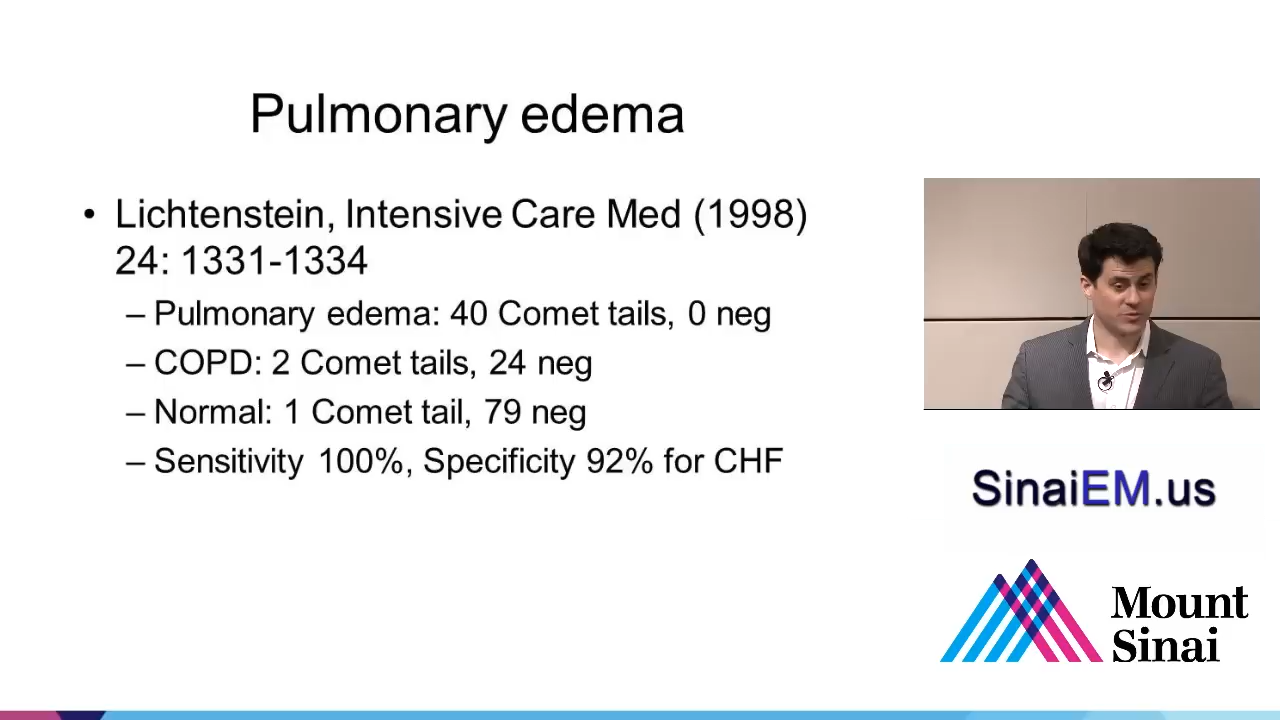 Pulmonary edema
• Lichtenstein, Intensive Care Med (1998)
24: 1331-1334
– Pulmonary edema: 40 Comet tails, 0 neg
– COPD: 2 Comet tails, 24 neg
– Normal: 1 Comet tail, 79 neg
– Sensitivity 100%, Specificity 92% for CHF
SinaiEM.us
Mount
Sinai